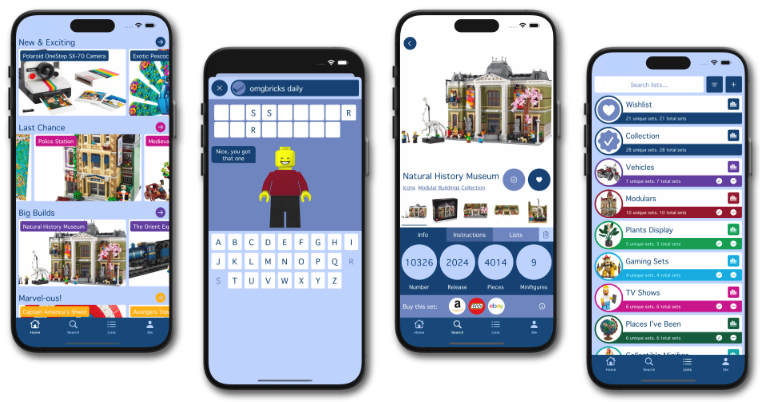 New & Exciting
Polaroid OneStep SX-70 Camera
Exotic Peacock
Last Chance
Police Station
Medieva
Big Builds
Natural History Museum
The Orient Exp
Marvel-ous!
Captain America's Shield
Avengers Tow
Home
Search
Lists
Me
omgbricks daily
S S R
R
Nice, you got
that one
A B C D E F G H I
J K L M N O P Q R
S T U V W X Y Z
Natural History Museum
Icons Modular Buildings Collection
Info Instructions Lists
10326 2024 4014 9
Number Release Pieces Minifigures
Buy this set: a LEGO ebay
Home Search Lists Me
Search lists...
Wishlist
21 unique sets, 21 total sets
Collection
28 unique sets, 28 total sets
Vehicles
7 unique sets, 7 total sets
Modulars
10 unique sets, 10 total sets
Plants Display
5 unique sets, 5 total sets
Gaming Sets
4 unique sets, 4 total sets
TV Shows
6 unique sets, 6 total sets
Places I've Been
6 unique sets, 6 total sets
Home Search Lists Me